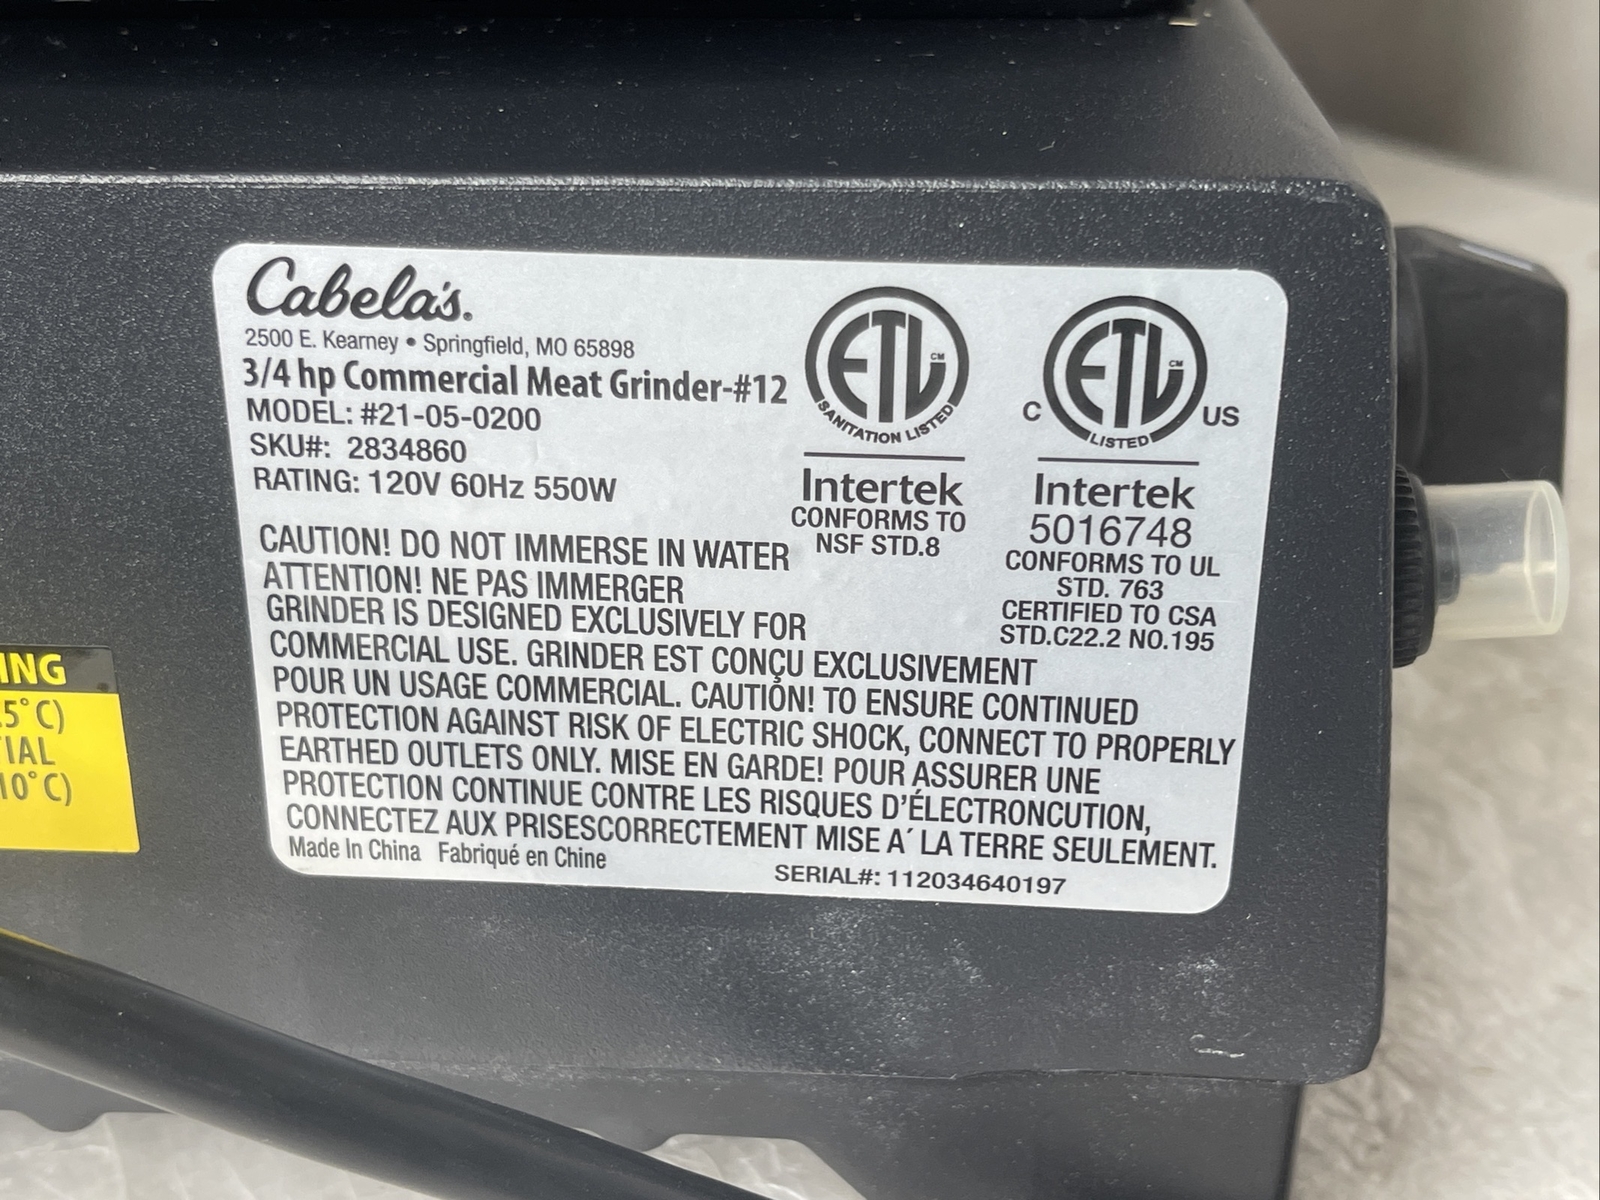 Cabela's.
2500 E. Kearney • Springfield, MO 65898
3/4 hp Commercial Meat Grinder-#12
MODEL: #21-05-0200
SKU#: 2834860
RATING: 120V 60Hz 550W
ETL CM
SANITATION LISTED
Intertek
CONFORMS TO
NSF STD.8
C ETL CM US
LISTED
Intertek
5016748
CONFORMS TO UL
STD. 763
CERTIFIED TO CSA
STD.C22.2 NO.195
CAUTION! DO NOT IMMERSE IN WATER
ATTENTION! NE PAS IMMERGER
GRINDER IS DESIGNED EXCLUSIVELY FOR
COMMERCIAL USE. GRINDER EST CONÇU EXCLUSIVEMENT
POUR UN USAGE COMMERCIAL. CAUTION! TO ENSURE CONTINUED
PROTECTION AGAINST RISK OF ELECTRIC SHOCK, CONNECT TO PROPERLY
EARTHED OUTLETS ONLY. MISE EN GARDE! POUR ASSURER UNE
PROTECTION CONTINUE CONTRE LES RISQUES D'ÉLECTRONCUTION,
CONNECTEZ AUX PRISESCORRECTEMENT MISE A´ LA TERRE SEULEMENT.
Made In China Fabriqué en Chine
SERIAL#: 112034640197
ING
5°C)
IAL
10°C)